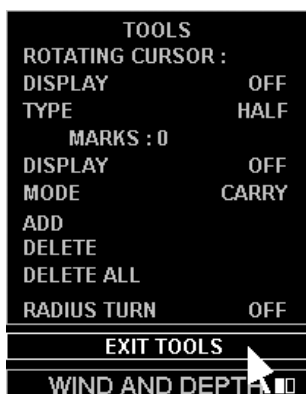 TOOLS
ROTATING CURSOR :
DISPLAY OFF
TYPE HALF
MARKS : 0
DISPLAY OFF
MODE CARRY
ADD
DELETE
DELETE ALL
RADIUS TURN OFF
EXIT TOOLS
WIND AND DEPTH